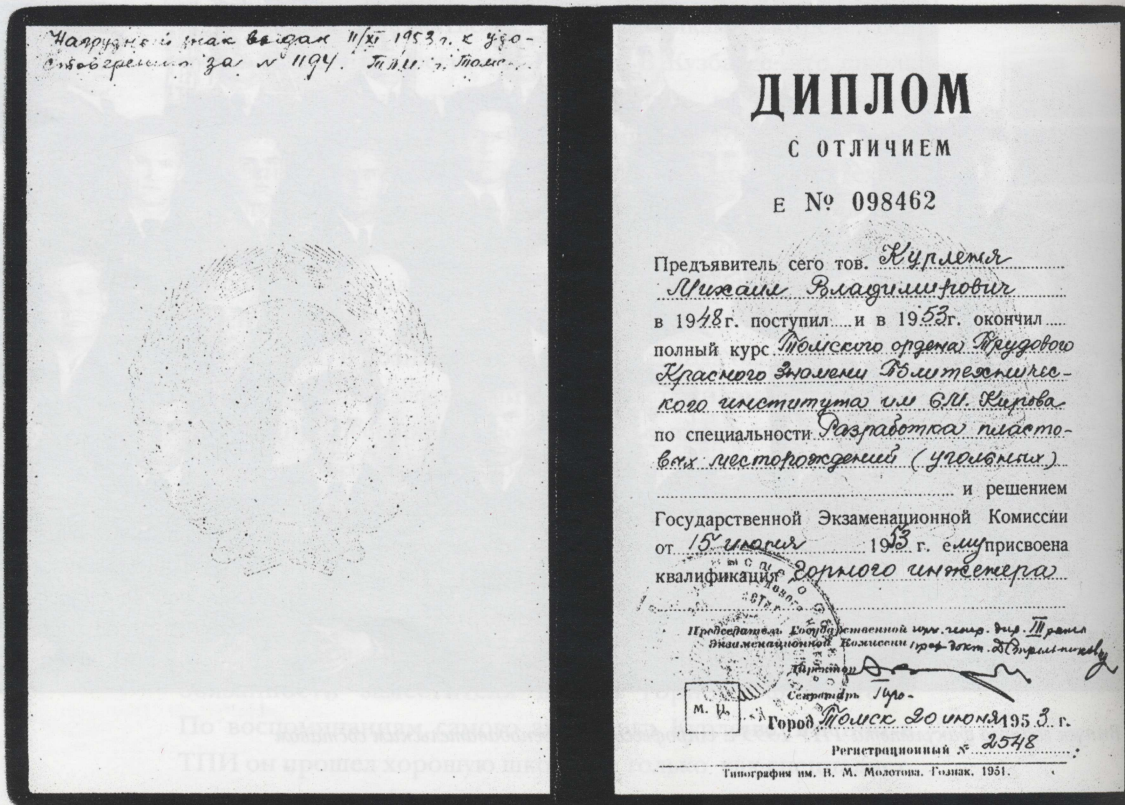 Нагрудный знак выдан 11/XI 1953 г. к удо-
стоверению за № 1194. ТПИ г. Томск
ДИПЛОМ
С ОТЛИЧИЕМ
Е № 098462
Предъявитель сего тов. Курленя
Михаил Владимирович
в 1948 г. поступил и в 1953 г. окончил
полный курс Томского ордена Трудового
Красного Знамени Политехничес-
кого института им С.М. Кирова
по специальности Разработка пласто-
вых месторождений (угольных)
и решением
Государственной Экзаменационной Комиссии
от 15 июня 1953 г. ему присвоена
квалификация Горного инженера
Председатель Государственной
Экзаменационной Комиссии
Директор
Секретарь
М. П.
Город Томск 20 июня 1953. г.
Регистрационный № 2548
Типография им. В. М. Молотова. Гознак. 1951.
По воспоминаниям самого
ТПИ он прошел хорошую только